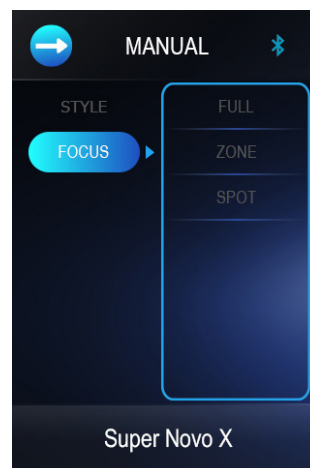 MANUAL
STYLE
FOCUS
FULL
ZONE
SPOT
Super Novo X